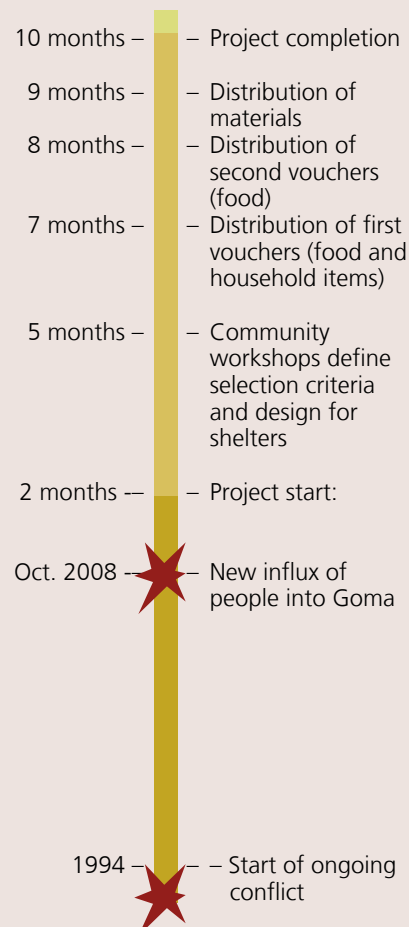 10 months – – Project completion
9 months – – Distribution of
materials
8 months – – Distribution of
second vouchers
(food)
7 months – – Distribution of first
vouchers (food and
household items)
5 months – – Community
workshops define
selection criteria
and design for
shelters
2 months -– – Project start:
Oct. 2008 -– – New influx of
people into Goma
1994 – – – Start of ongoing
conflict